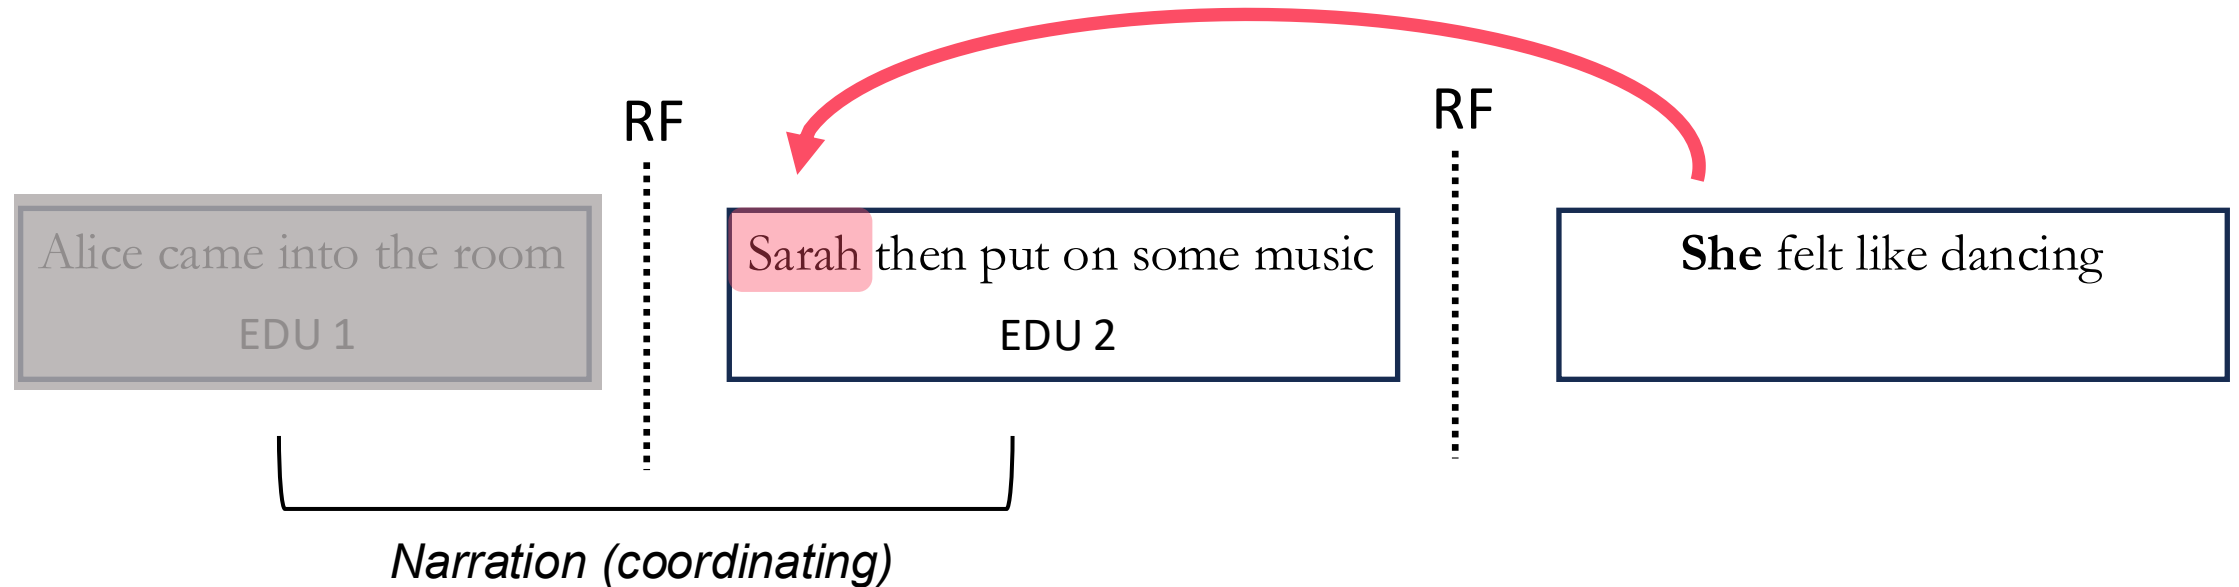 RF
RF
Alice came into the room
EDU 1
Sarah then put on some music
EDU 2
She felt like dancing
Narration (coordinating)